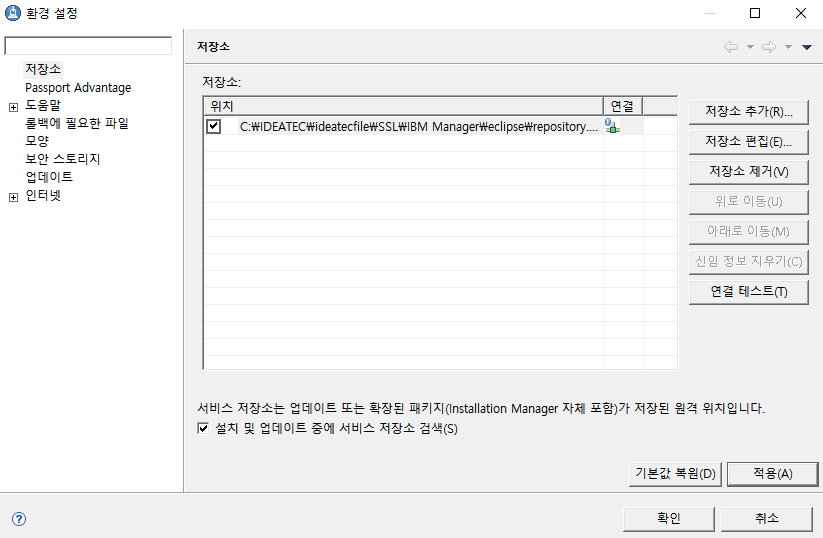 환경 설정
저장소
Passport Advantage
도움말
롤백에 필요한 파일
모양
보안 스토리지
업데이트
인터넷
저장소
저장소:
위치 연결
C:₩IDEATEC₩ideatecfile₩SSL₩IBM Manager₩eclipse₩repository....
저장소 추가(R)...
저장소 편집(E)...
저장소 제거(V)
위로 이동(U)
아래로 이동(M)
신임 정보 지우기(C)
연결 테스트(T)
서비스 저장소는 업데이트 또는 확장된 패키지(Installation Manager 자체 포함)가 저장된 원격 위치입니다.
설치 및 업데이트 중에 서비스 저장소 검색(S)
기본값 복원(D) 적용(A)
확인 취소